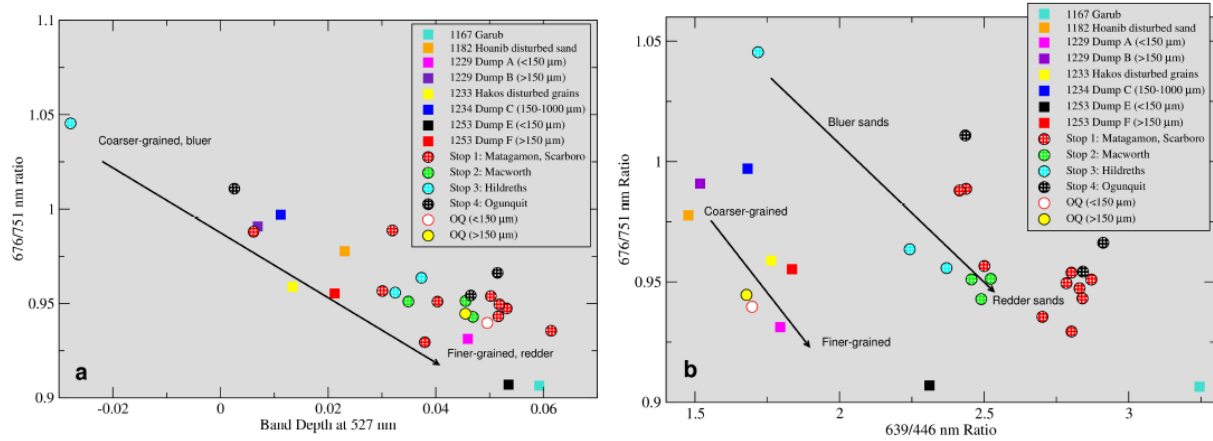 1.1
1.05
1
0.95
0.9
676/751 nm ratio
-0.02
0
0.02
0.04
0.06
Band Depth at 527 nm
Coarser-grained, bluer
Finer-grained, redder
a
1167 Garub
1182 Hoanib disturbed sand
1229 Dump A (<150 μm)
1229 Dump B (>150 μm)
1233 Hakos disturbed grains
1234 Dump C (150-1000 μm)
1253 Dump E (<150 μm)
1253 Dump F (>150 μm)
Stop 1: Matagamon, Scarboro
Stop 2: Macworth
Stop 3: Hildreths
Stop 4: Ogunquit
OQ (<150 μm)
OQ (>150 μm)
1.05
1
0.95
0.9
676/751 nm Ratio
1.5
2
2.5
3
639/446 nm Ratio
Bluer sands
Coarser-grained
Redder sands
Finer-grained
b
1167 Garub
1182 Hoanib disturbed sand
1229 Dump A (<150 μm)
1229 Dump B (>150 μm)
1233 Hakos disturbed grains
1234 Dump C (150-1000 μm)
1253 Dump E (<150 μm)
1253 Dump F (>150 μm)
Stop 1: Matagamon, Scarboro
Stop 2: Macworth
Stop 3: Hildreths
Stop 4: Ogunquit
OQ (<150 μm)
OQ (>150 μm)